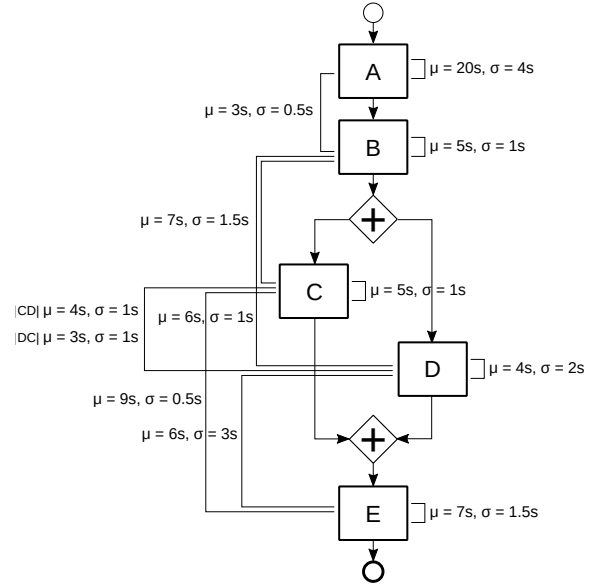 A
μ = 20s, σ = 4s
μ = 3s, σ = 0.5s
B
μ = 5s, σ = 1s
μ = 7s, σ = 1.5s
C
μ = 5s, σ = 1s
|CD| μ = 4s, σ = 1s
μ = 6s, σ = 1s
|DC| μ = 3s, σ = 1s
D
μ = 4s, σ = 2s
μ = 9s, σ = 0.5s
μ = 6s, σ = 3s
E
μ = 7s, σ = 1.5s